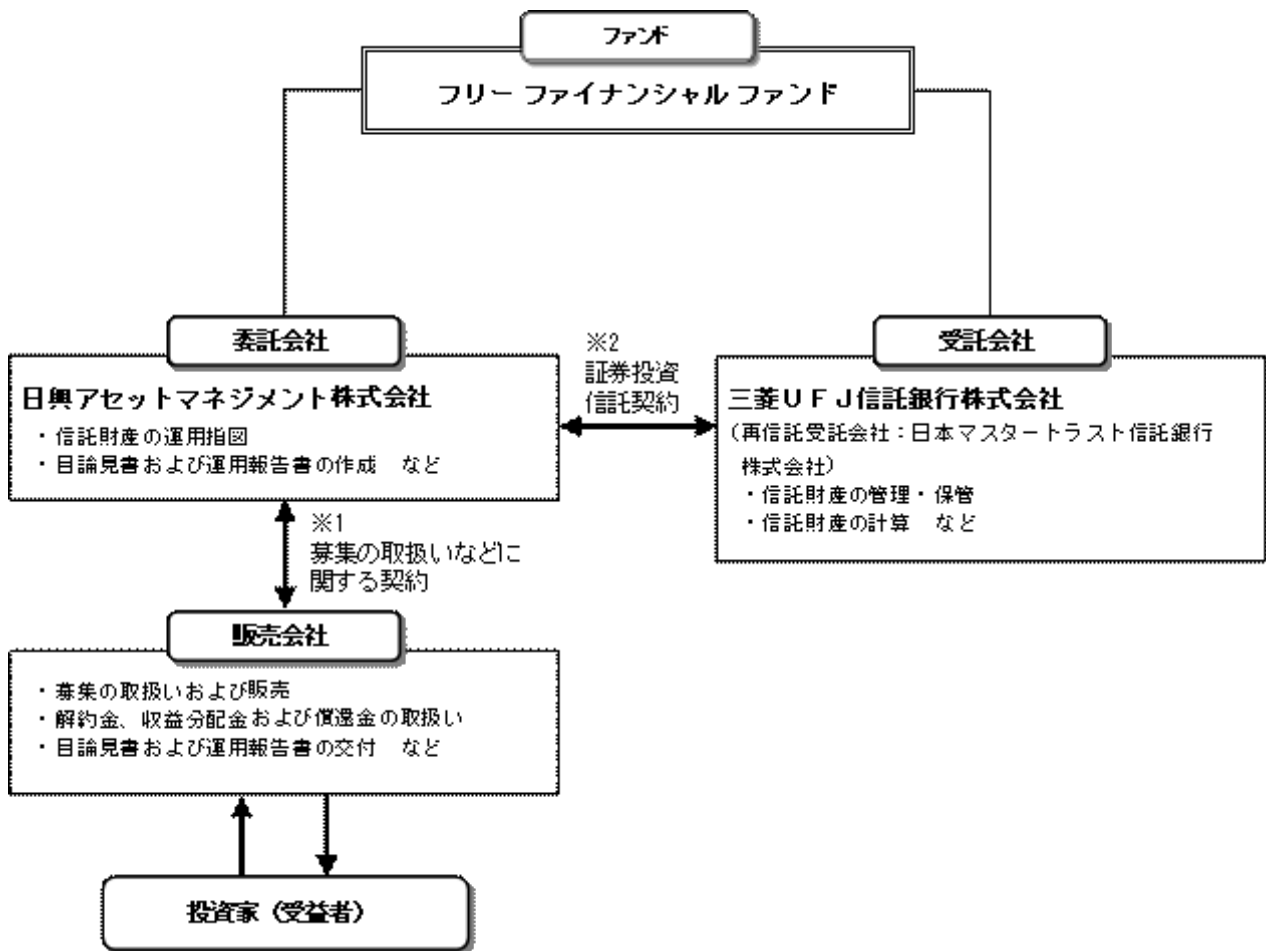 ファンド
フリー ファイナンシャル ファンド
委託会社
日興アセットマネジメント株式会社
・信託財産の運用指図
・目論見書および運用報告書の作成　など
※2
証券投資
信託契約
受託会社
三菱ＵＦＪ信託銀行株式会社
（再信託受託会社：日本マスタートラスト信託銀行
株式会社）
・信託財産の管理・保管
・信託財産の計算　など
※1
募集の取扱いなどに
関する契約
販売会社
・募集の取扱いおよび販売
・解約金、収益分配金および償還金の取扱い
・目論見書および運用報告書の交付　など
投資家（受益者）